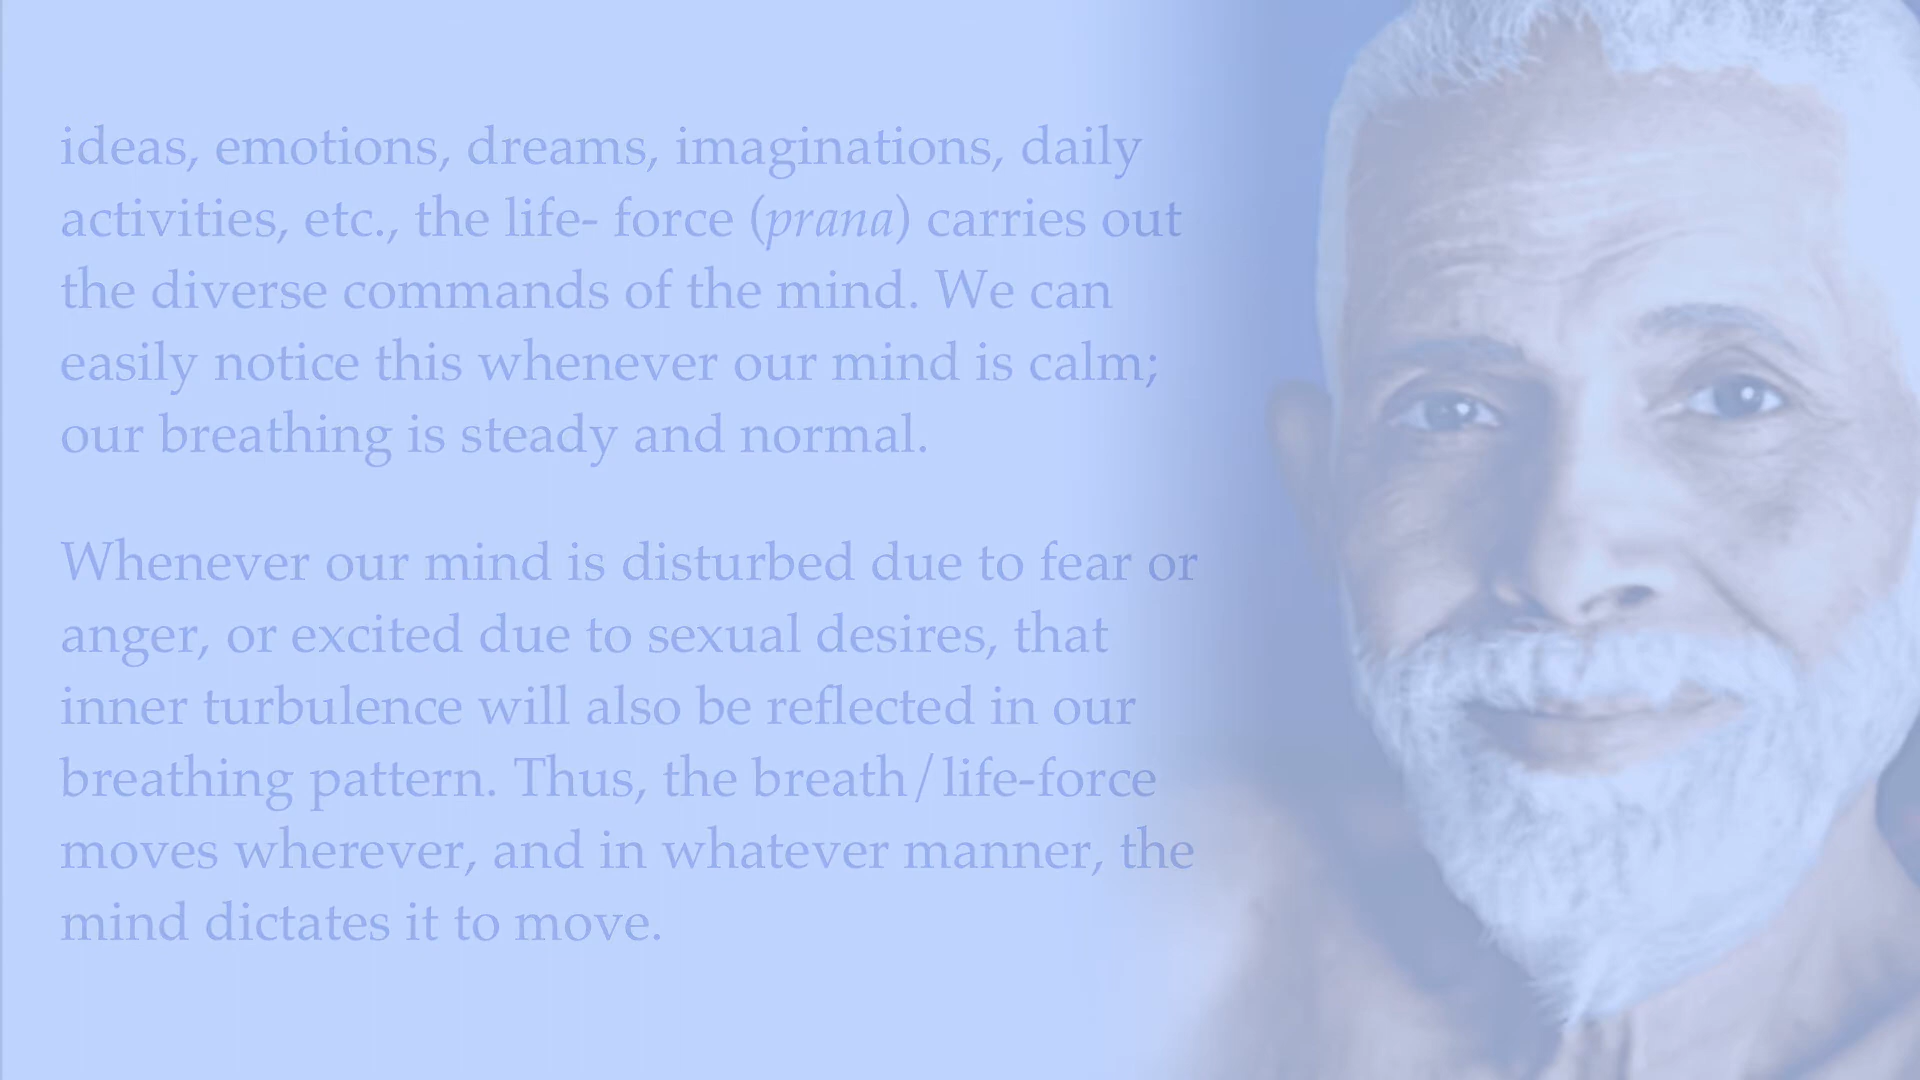 ideas, emotions, dreams, imaginations, daily
activities, etc., the life- force (prana) carries out
the diverse commands of the mind. We can
easily notice this whenever our mind is calm;
our breathing is steady and normal.
Whenever our mind is disturbed due to fear or
anger, or excited due to sexual desires, that
inner turbulence will also be reflected in our
breathing pattern. Thus, the breath/life-force
moves wherever, and in whatever manner, the
mind dictates it to move.